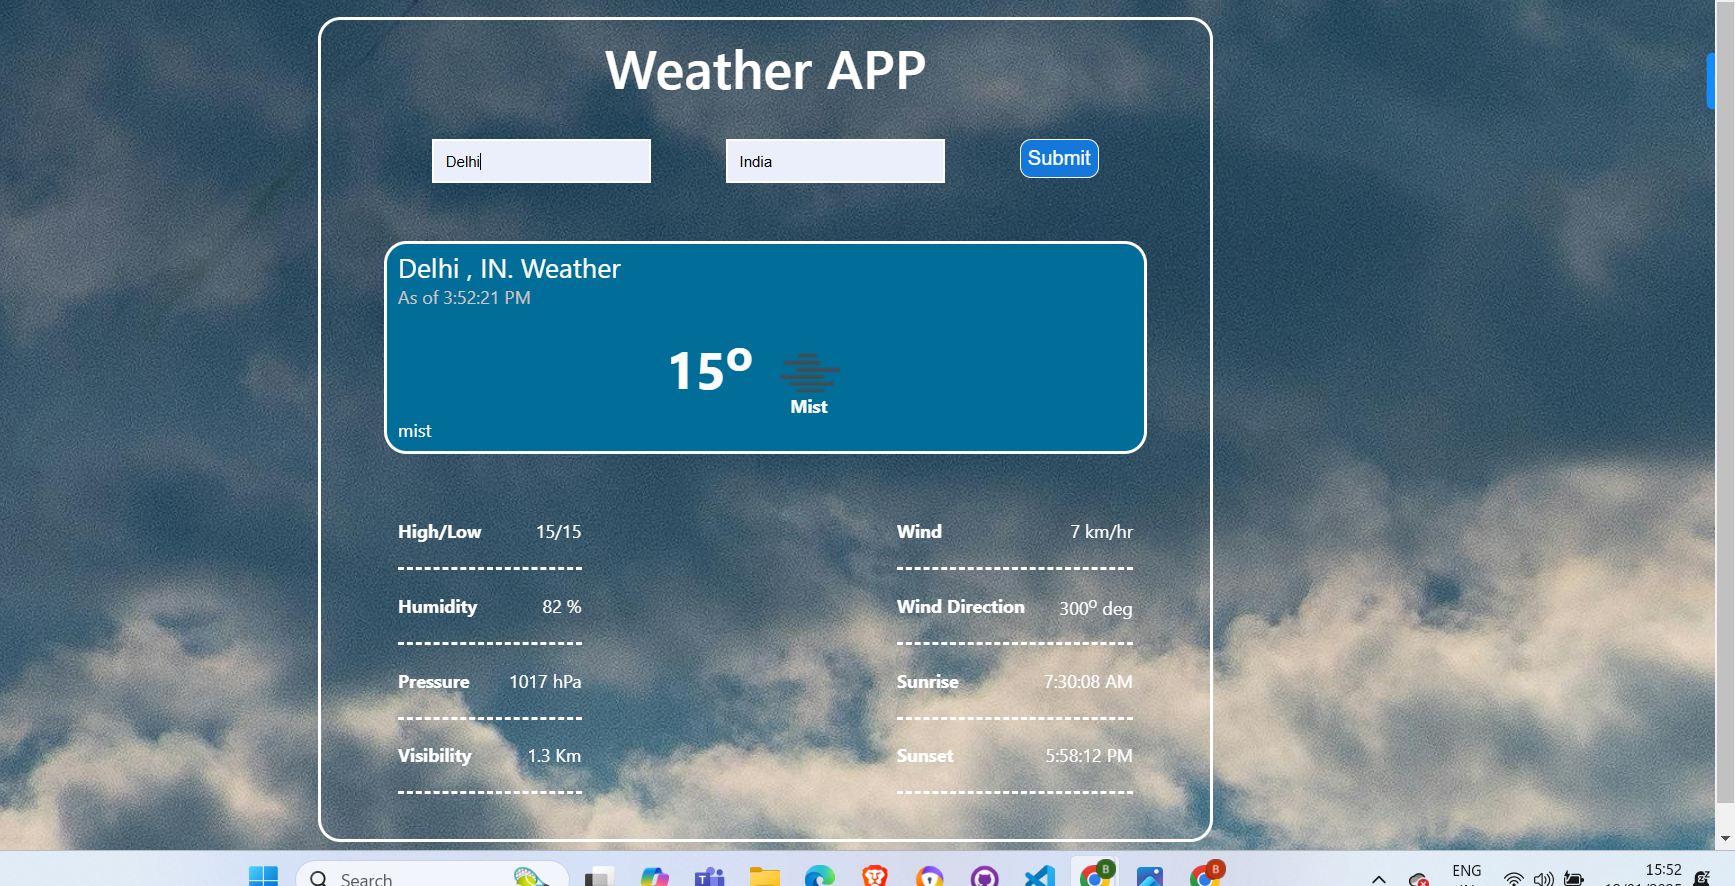 Weather APP
Delhi
India
Submit
Delhi , IN. Weather
As of 3:52:21 PM
15º
Mist
mist
High/Low 15/15
Wind 7 km/hr
Humidity 82 %
Wind Direction 300º deg
Pressure 1017 hPa
Sunrise 7:30:08 AM
Visibility 1.3 Km
Sunset 5:58:12 PM
Search
B
B
ENG
15:52